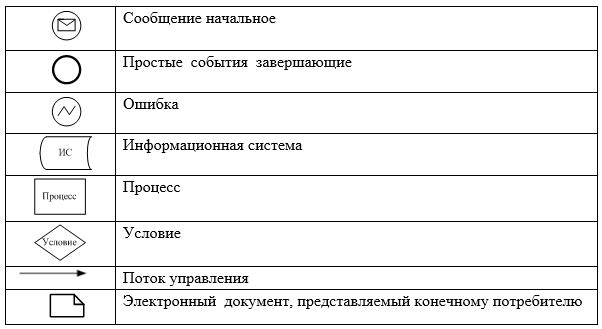 Сообщение начальное
Простые события завершающие
Ошибка
ИС
Информационная система
Процесс
Процесс
Условие
Условие
Поток управления
Электронный документ, представляемый конечному потребителю